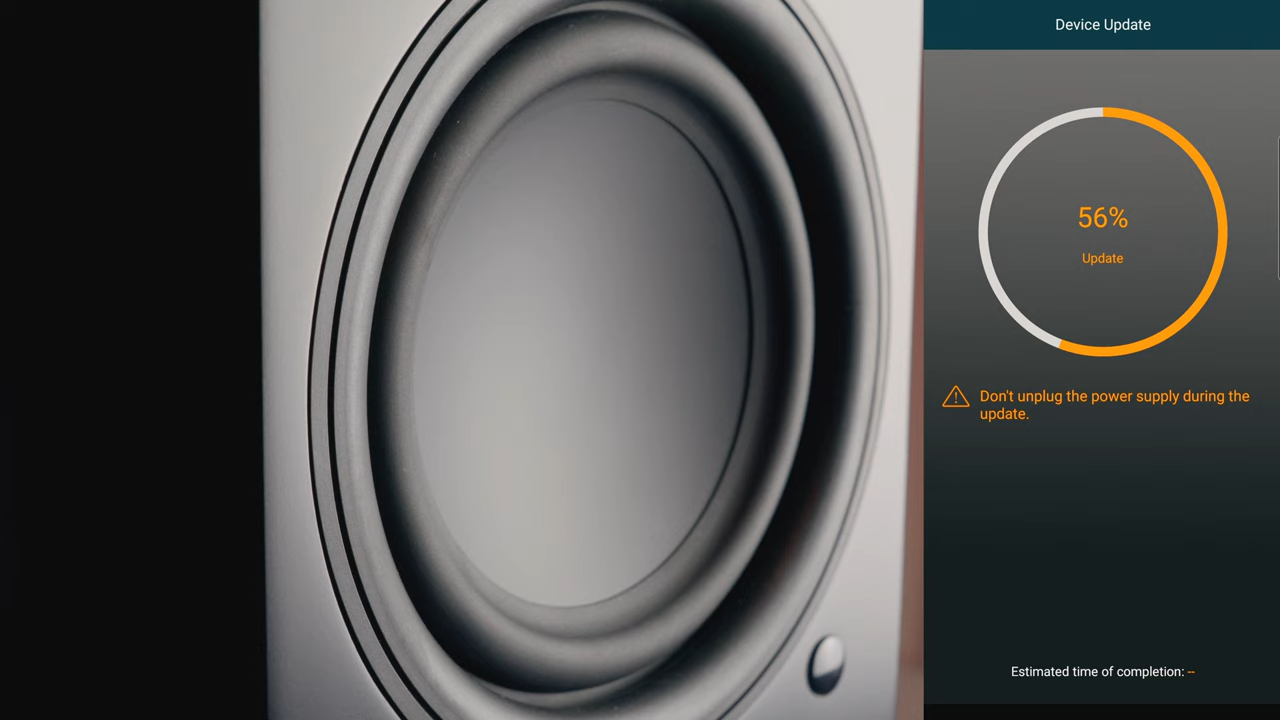 Device Update
56%
Update
Don't unplug the power supply during the
update.
Estimated time of completion: --